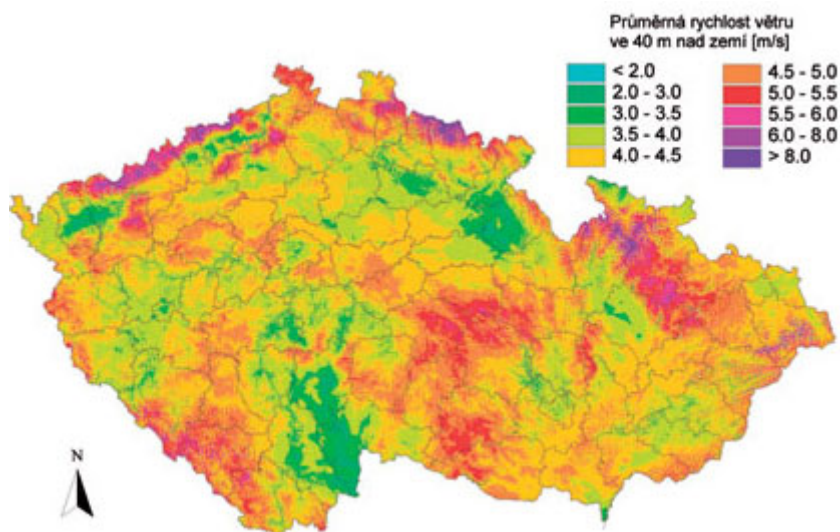 Průměrná rychlost větru
ve 40 m nad zemí [m/s]
< 2.0
2.0 - 3.0
3.0 - 3.5
3.5 - 4.0
4.0 - 4.5
4.5 - 5.0
5.0 - 5.5
5.5 - 6.0
6.0 - 8.0
> 8.0
N